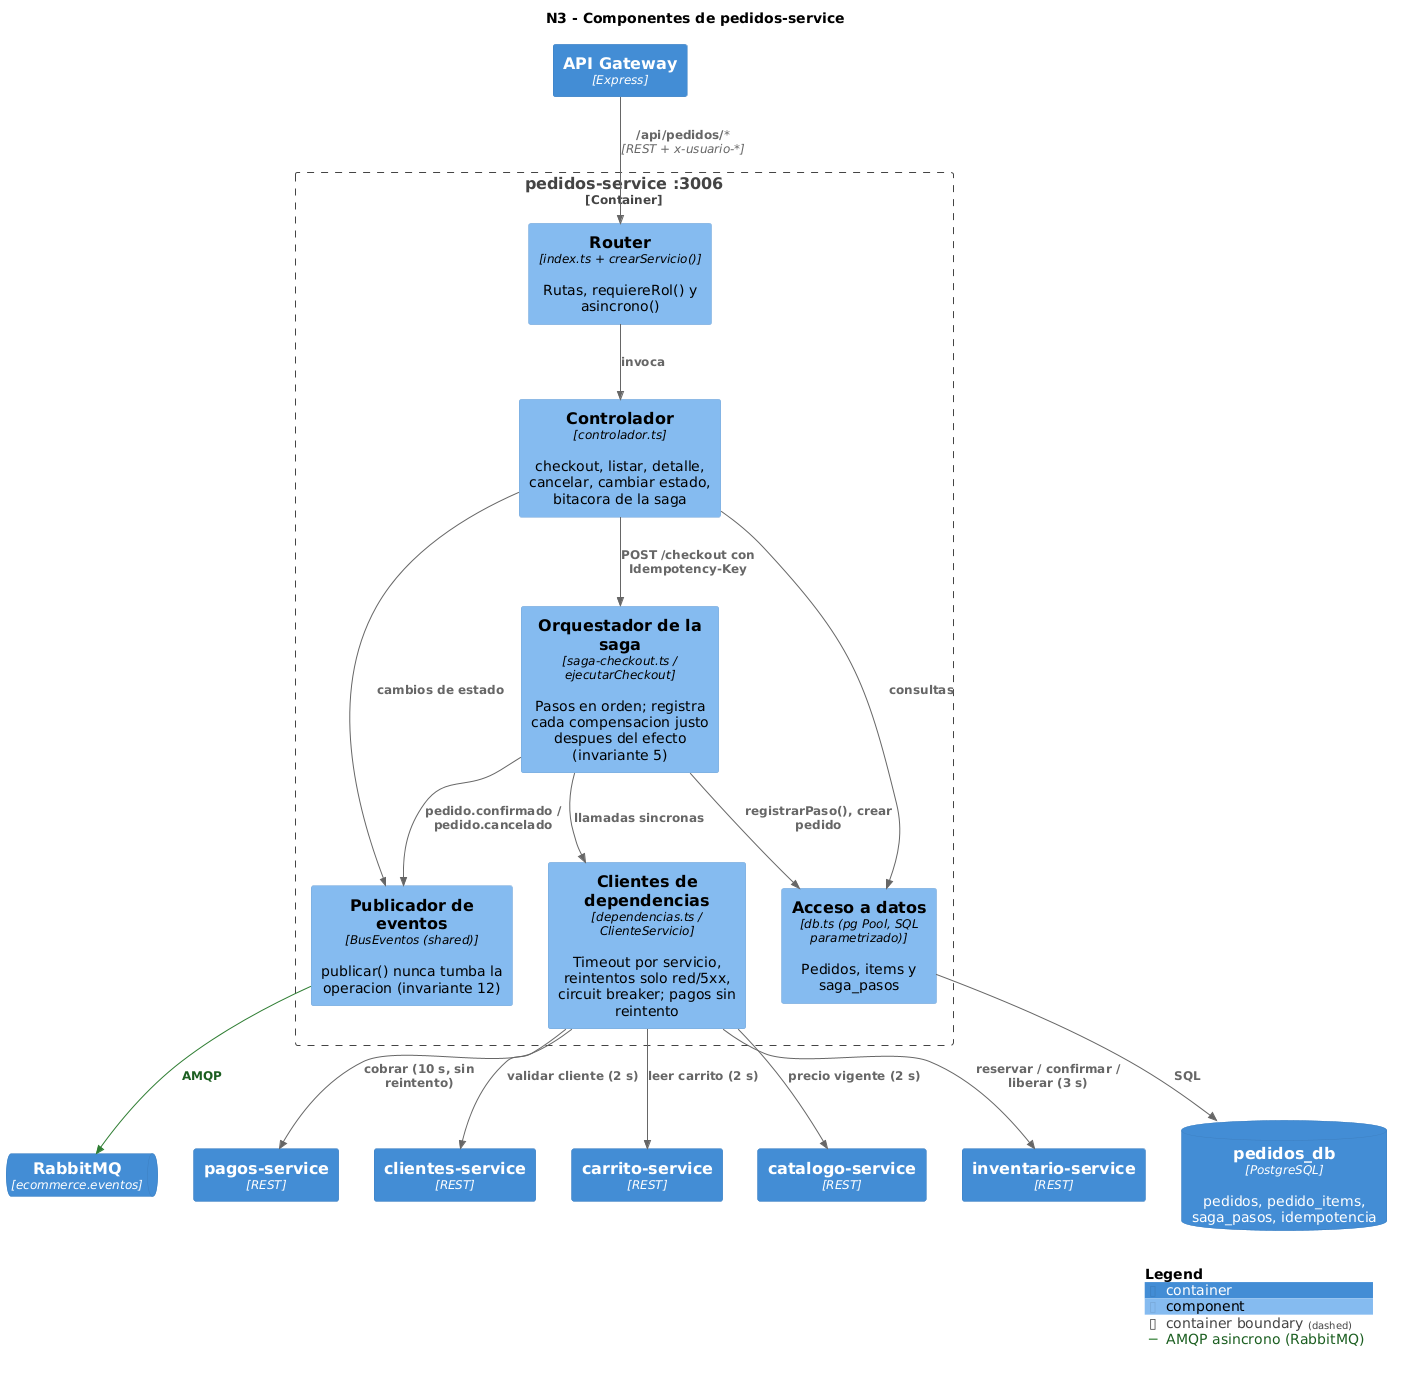 N3 - Componentes de pedidos-service
API Gateway
[Express]
/api/pedidos/*
[REST + x-usuario-*]
pedidos-service :3006
[Container]
Router
[index.ts + crearServicio()]
Rutas, requiereRol() y
asincrono()
invoca
Controlador
[controlador.ts]
checkout, listar, detalle,
cancelar, cambiar estado,
bitacora de la saga
POST /checkout con
Idempotency-Key
Orquestador de la
saga
[saga-checkout.ts /
ejecutarCheckout]
Pasos en orden; registra
cada compensacion justo
despues del efecto
(invariante 5)
cambios de estado
consultas
pedido.confirmado /
pedido.cancelado
llamadas sincronas
registrarPaso(), crear
pedido
Publicador de
eventos
[BusEventos (shared)]
publicar() nunca tumba la
operacion (invariante 12)
Clientes de
dependencias
[dependencias.ts /
ClienteServicio]
Timeout por servicio,
reintentos solo red/5xx,
circuit breaker; pagos sin
reintento
Acceso a datos
[db.ts (pg Pool, SQL
parametrizado)]
Pedidos, items y
saga_pasos
AMQP
cobrar (10 s, sin
reintento)
validar cliente (2 s)
leer carrito (2 s)
precio vigente (2 s)
reservar / confirmar /
liberar (3 s)
SQL
RabbitMQ
[ecommerce.eventos]
pagos-service
[REST]
clientes-service
[REST]
carrito-service
[REST]
catalogo-service
[REST]
inventario-service
[REST]
pedidos_db
[PostgreSQL]
pedidos, pedido_items,
saga_pasos, idempotencia
Legend
container
component
container boundary (dashed)
AMQP asincrono (RabbitMQ)